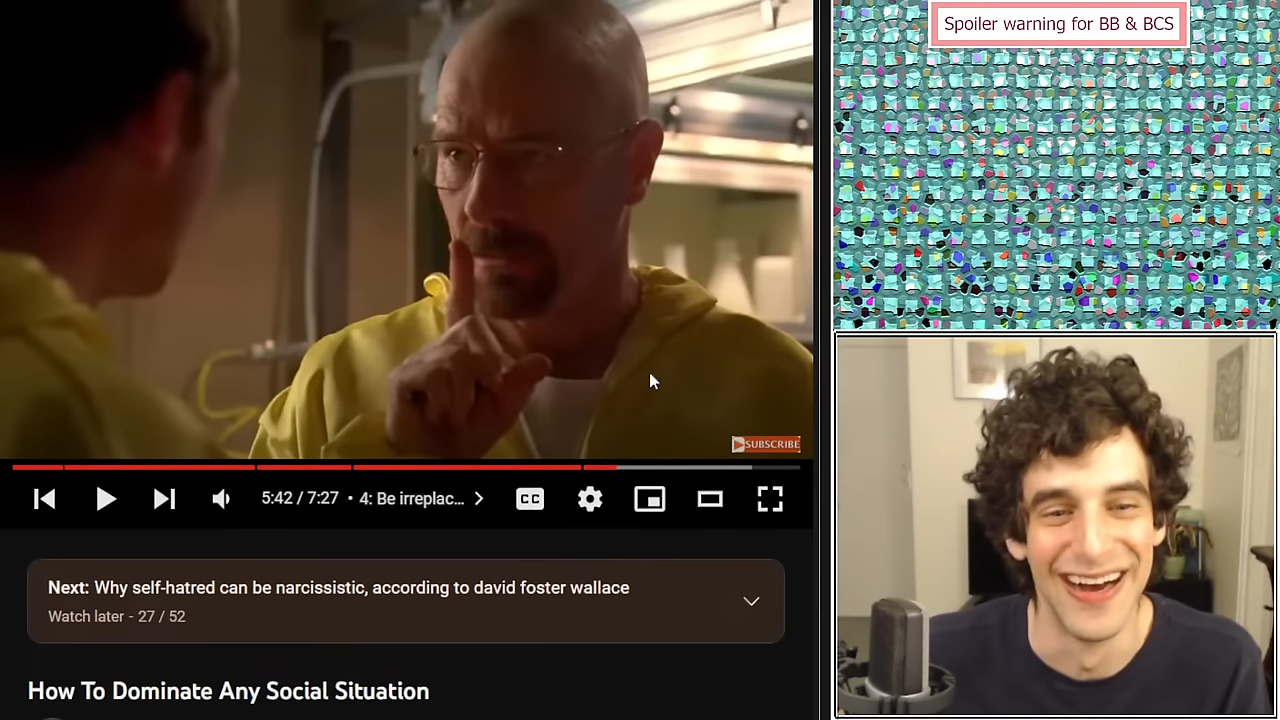 Spoiler warning for BB & BCS
SUBSCRIBE
5:42 / 7:27 • 4: Be irreplac...
CC
Next: Why self-hatred can be narcissistic, according to david foster wallace
Watch later - 27 / 52
How To Dominate Any Social Situation